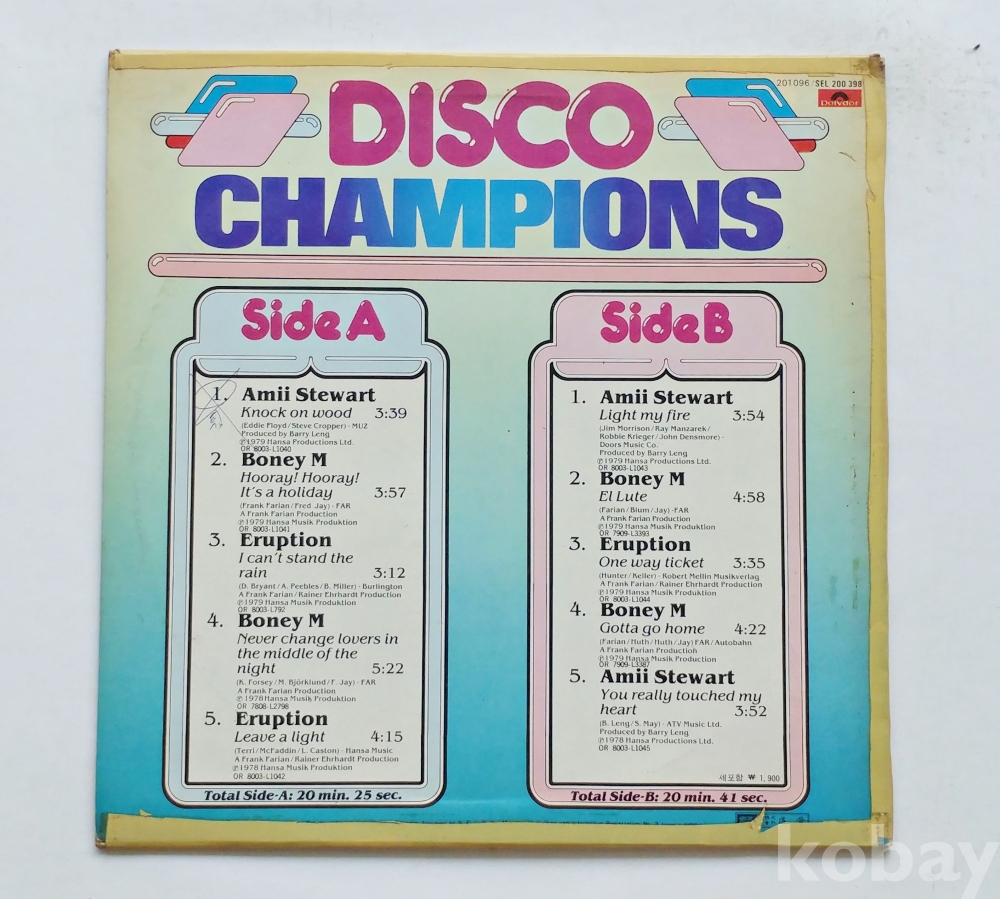 201096 / SEL 200 398
Polydor
DISCO
CHAMPIONS
Side A
1. Amii Stewart
Knock on wood 3:39
(Eddie Floyd/Steve Cropper) - MUZ
Produced by Barry Leng
℗1979 Hansa Productions Ltd.
OR 8003-L1040
2. Boney M
Hooray! Hooray!
It's a holiday 3:57
(Frank Farian/Fred Jay) - FAR
A Frank Farian Production
℗1979 Hansa Musik Produktion
OR 8003-L1041
3. Eruption
I can't stand the
rain 3:12
(D. Bryant/A. Peebles/B. Miller) - Burlington
A Frank Farian/Rainer Ehrhardt Production
℗1979 Hansa Musik Produktion
OR 8003-L792
4. Boney M
Never change lovers in
the middle of the
night 5:22
(K. Forsey/M. Björklund/F. Jay) - FAR
A Frank Farian Production
℗1978 Hansa Musik Produktion
OR 7808-L2798
5. Eruption
Leave a light 4:15
(Terri/McFaddin/L. Caston) - Hansa Music
A Frank Farian/Rainer Ehrhardt Production
℗1978 Hansa Musik Produktion
OR 8003-L1042
Total Side-A: 20 min. 25 sec.
Side B
1. Amii Stewart
Light my fire 3:54
(Jim Morrison/Ray Manzarek/
Robbie Krieger/John Densmore) -
Doors Music Co.
Produced by Barry Leng
℗1979 Hansa Productions Ltd.
OR 8003-L1043
2. Boney M
El Lute 4:58
(Farian/Blum/Jay) - FAR
A Frank Farian Production
℗1979 Hansa Musik Produktion
OR 7909-L3393
3. Eruption
One way ticket 3:35
(Hunter/Keller) - Robert Mellin Musikverlag
A Frank Farian/Rainer Ehrhardt Production
℗1979 Hansa Musik Produktion
OR 8003-L1044
4. Boney M
Gotta go home 4:22
(Farian/Huth/Huth/Jay) FAR/Autobahn
A Frank Farian Production
℗1979 Hansa Musik Produktion
OR 7909-L3387
5. Amii Stewart
You really touched my
heart 3:52
(B. Leng/S. May) - ATV Music Ltd.
Produced by Barry Leng
℗1978 Hansa Productions Ltd.
OR 8003-L1045
세포함 ₩ 1,900
Total Side-B: 20 min. 41 sec.
kobay